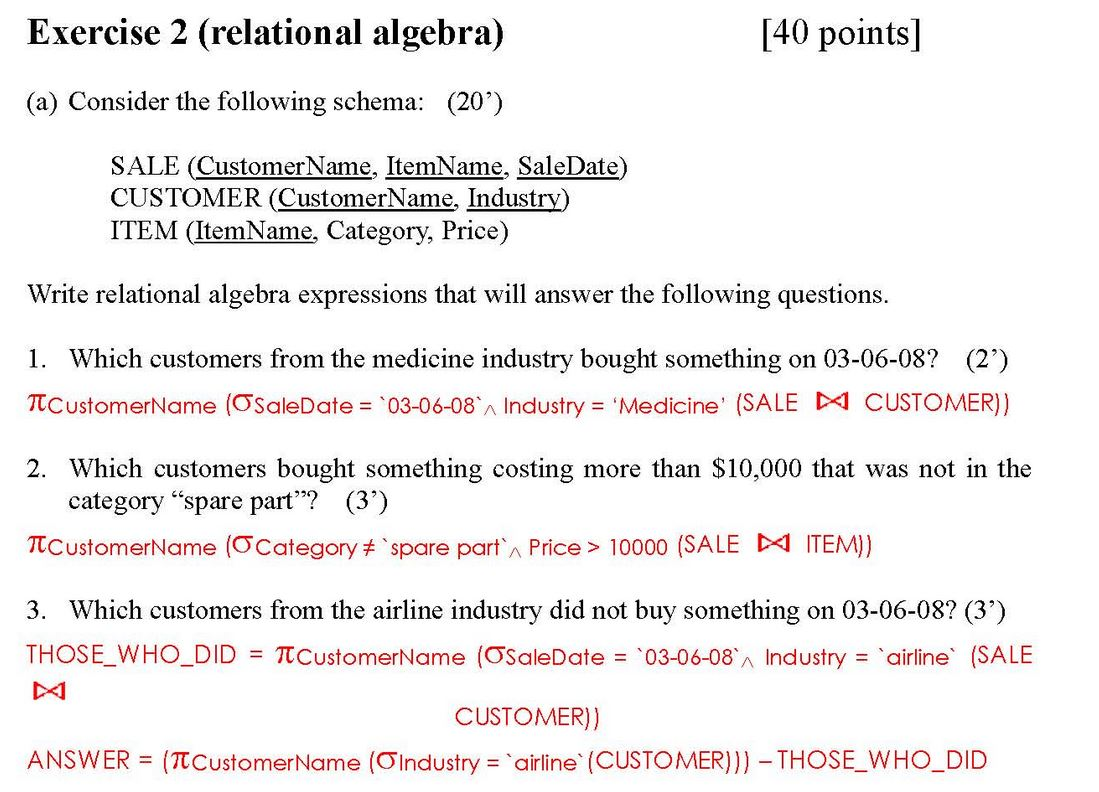 Exercise 2 (relational algebra) [40 points]
(a) Consider the following schema: (20’)
SALE (CustomerName, ItemName, SaleDate)
CUSTOMER (CustomerName, Industry)
ITEM (ItemName, Category, Price)
Write relational algebra expressions that will answer the following questions.
1. Which customers from the medicine industry bought something on 03-06-08? (2’)
πCustomerName (σSaleDate = `03-06-08`∧ Industry = ‘Medicine’ (SALE ⋈ CUSTOMER))
2. Which customers bought something costing more than $10,000 that was not in the
category “spare part”? (3’)
πCustomerName (σCategory ≠ `spare part`∧ Price > 10000 (SALE ⋈ ITEM))
3. Which customers from the airline industry did not buy something on 03-06-08? (3’)
THOSE_WHO_DID = πCustomerName (σSaleDate = `03-06-08`∧ Industry = `airline` (SALE
⋈
CUSTOMER))
ANSWER = (πCustomerName (σIndustry = `airline`(CUSTOMER))) – THOSE_WHO_DID